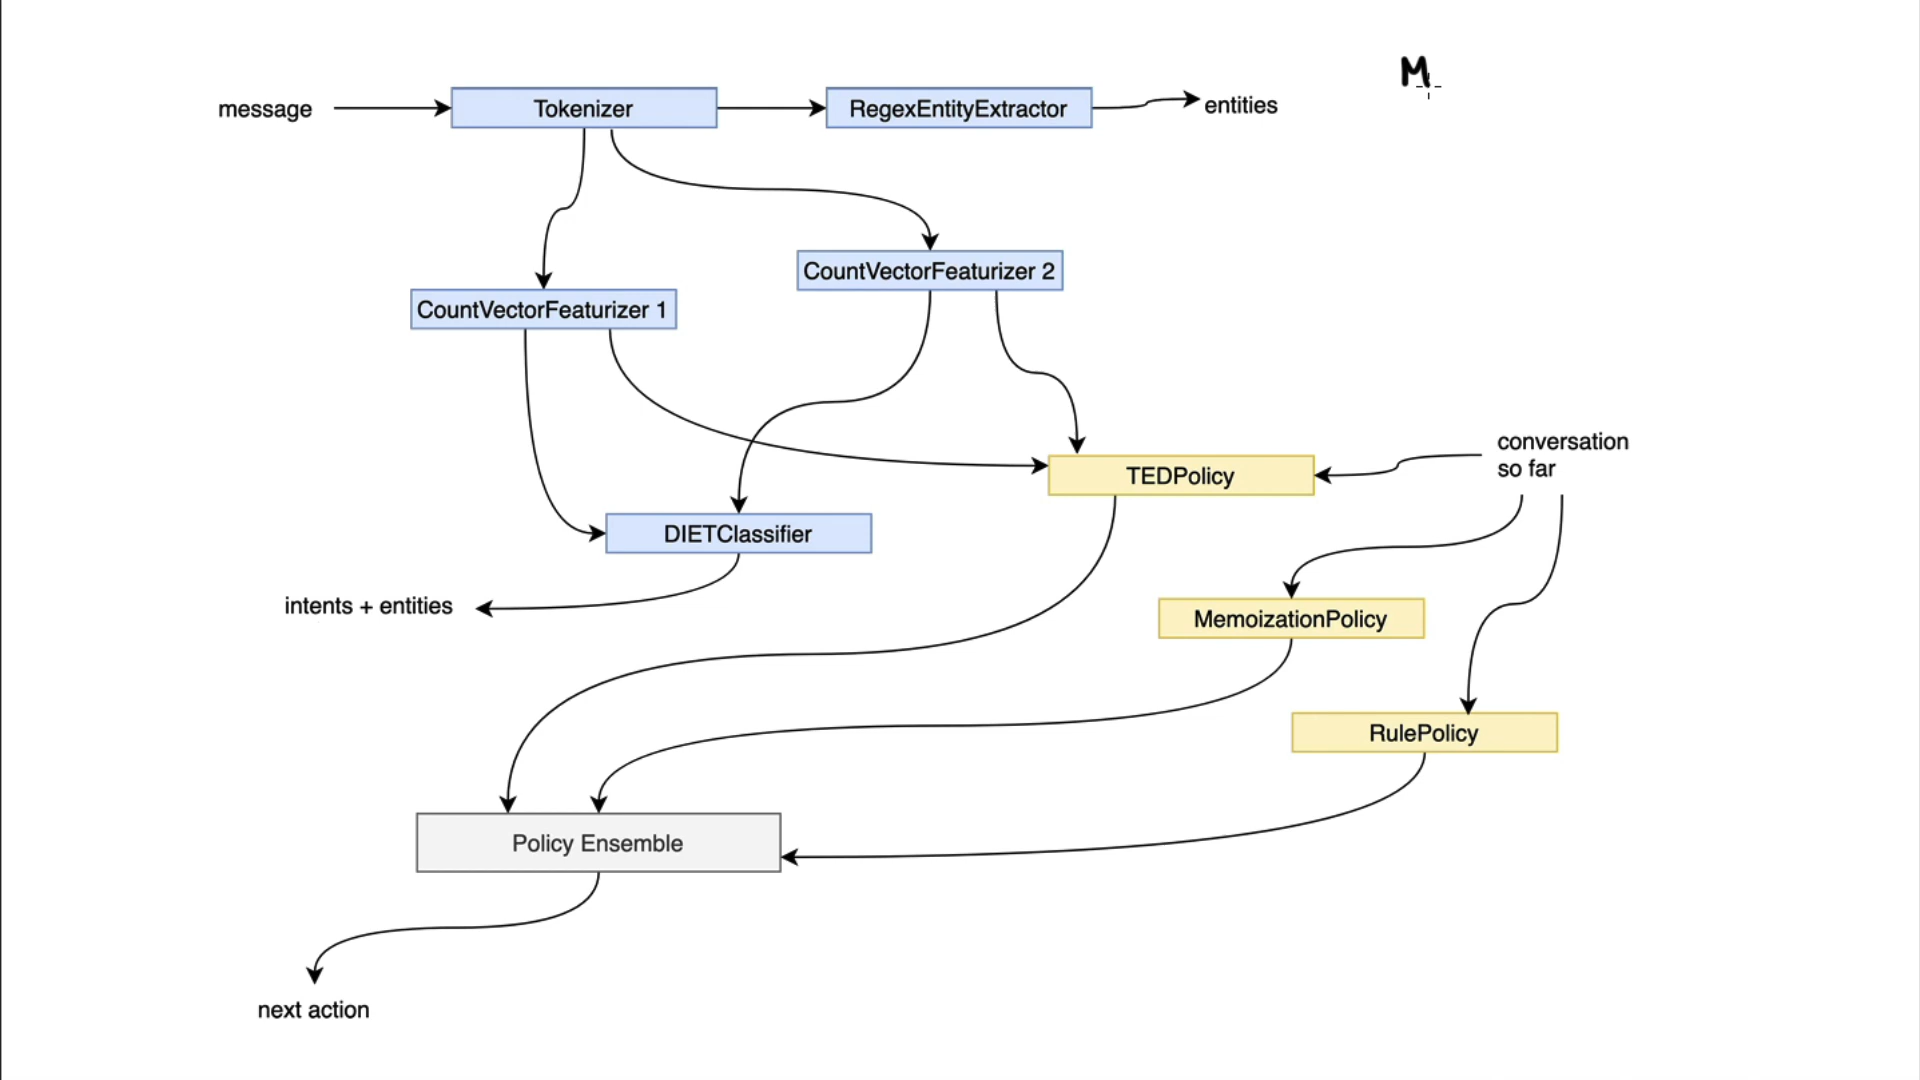 M
message
Tokenizer
RegexEntityExtractor
entities
CountVectorFeaturizer 2
CountVectorFeaturizer 1
conversation
so far
TEDPolicy
DIETClassifier
intents + entities
MemoizationPolicy
RulePolicy
Policy Ensemble
next action